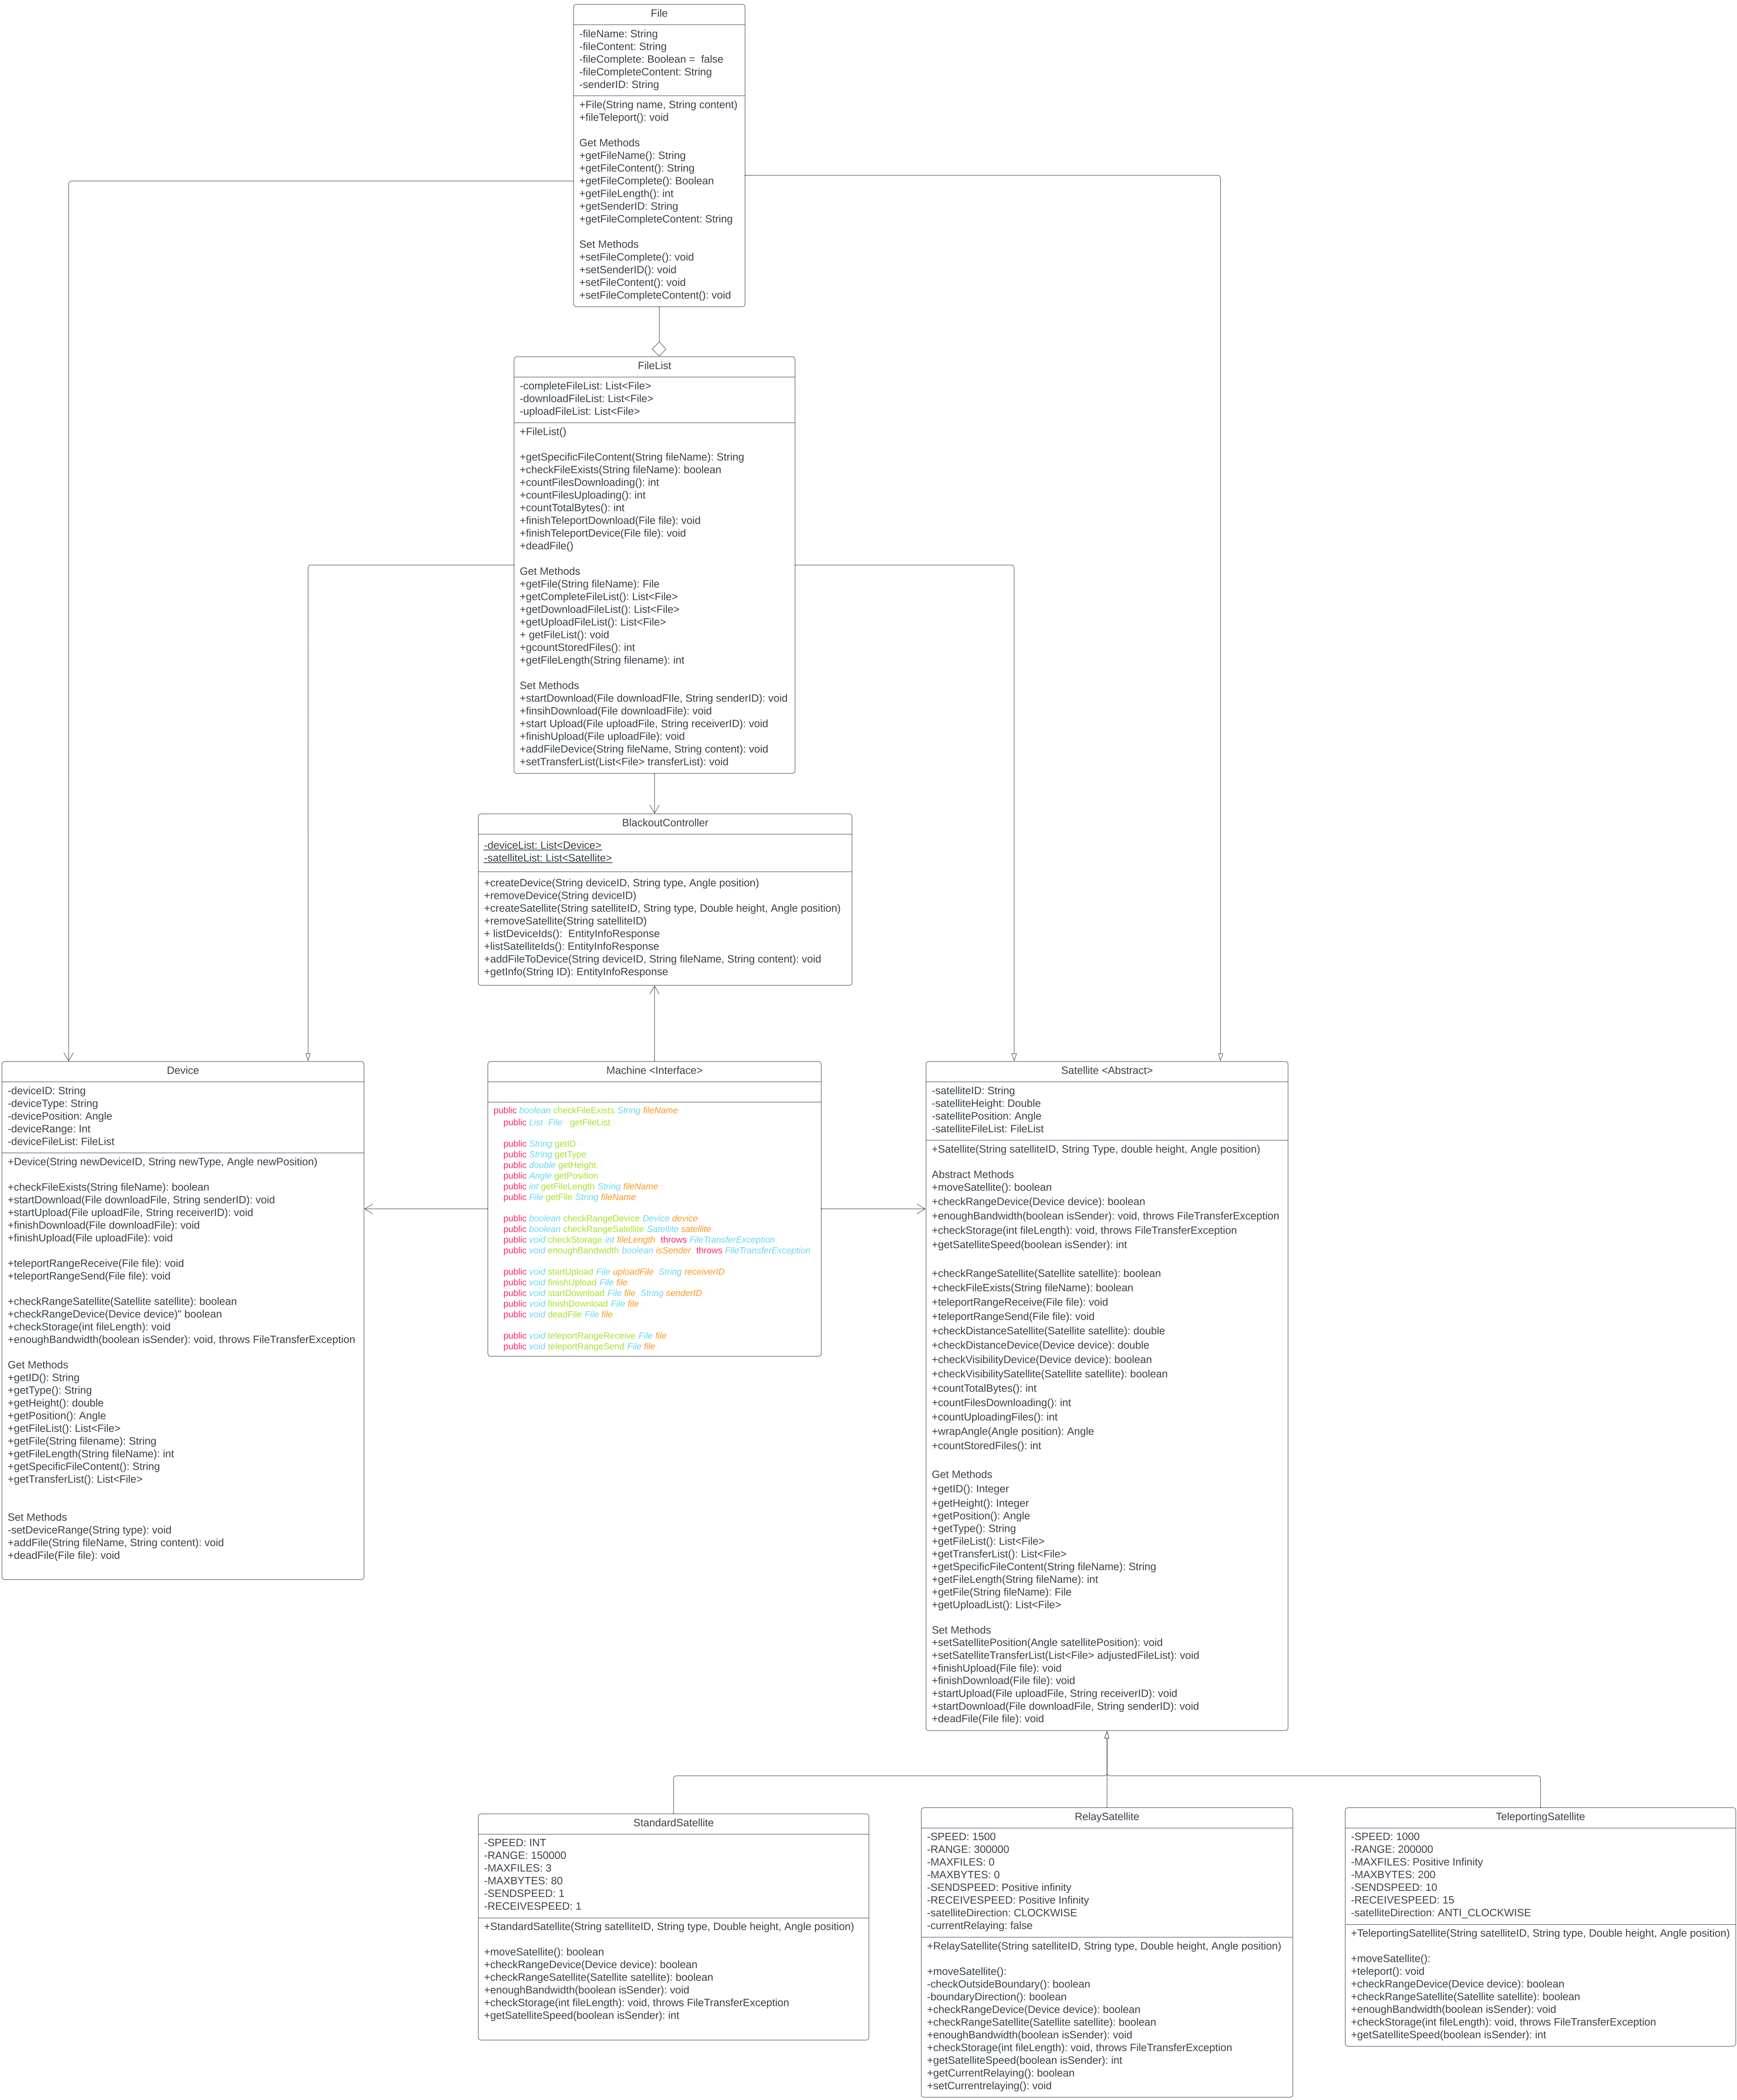 File
-fileName: String
-fileContent: String
-fileComplete: Boolean =  false
-fileCompleteContent: String
-senderID: String
+File(String name, String content)
+fileTeleport(): void
Get Methods
+getFileName(): String
+getFileContent(): String
+getFileComplete(): Boolean
+getFileLength(): int
+getSenderID: String
+getFileCompleteContent: String
Set Methods
+setFileComplete(): void
+setSenderID(): void
+setFileContent(): void
+setFileCompleteContent(): void
FileList
-completeFileList: List<File>
-downloadFileList: List<File>
-uploadFileList: List<File>
+FileList()
+getSpecificFileContent(String fileName): String
+checkFileExists(String fileName): boolean
+countFilesDownloading(): int
+countFilesUploading(): int
+countTotalBytes(): int
+finishTeleportDownload(File file): void
+finishTeleportDevice(File file): void
+deadFile()
Get Methods
+getFile(String fileName): File
+getCompleteFileList(): List<File>
+getDownloadFileList(): List<File>
+getUploadFileList(): List<File>
+ getFileList(): void
+gcountStoredFiles(): int
+getFileLength(String filename): int
Set Methods
+startDownload(File downloadFIle, String senderID): void
+finsihDownload(File downloadFile): void
+start Upload(File uploadFile, String receiverID): void
+finishUpload(File uploadFile): void
+addFileDevice(String fileName, String content): void
+setTransferList(List<File> transferList): void
BlackoutController
-deviceList: List<Device>
-satelliteList: List<Satellite>
+createDevice(String deviceID, String type, Angle position)
+removeDevice(String deviceID)
+createSatellite(String satelliteID, String type, Double height, Angle position)
+removeSatellite(String satelliteID)
+ listDeviceIds():  EntityInfoResponse
+listSatelliteIds(): EntityInfoResponse
+addFileToDevice(String deviceID, String fileName, String content): void
+getInfo(String ID): EntityInfoResponse
Device
-deviceID: String
-deviceType: String
-devicePosition: Angle
-deviceRange: Int
-deviceFileList: FileList
+Device(String newDeviceID, String newType, Angle newPosition)
+checkFileExists(String fileName): boolean
+startDownload(File downloadFile, String senderID): void
+startUpload(File uploadFile, String receiverID): void
+finishDownload(File downloadFile): void
+finishUpload(File uploadFile): void
+teleportRangeReceive(File file): void
+teleportRangeSend(File file): void
+checkRangeSatellite(Satellite satellite): boolean
+checkRangeDevice(Device device)" boolean
+checkStorage(int fileLength): void
+enoughBandwidth(boolean isSender): void, throws FileTransferException
Get Methods
+getID(): String
+getType(): String
+getHeight(): double
+getPosition(): Angle
+getFileList(): List<File>
+getFile(String filename): String
+getFileLength(String fileName): int
+getSpecificFileContent(): String
+getTransferList(): List<File>
Set Methods
-setDeviceRange(String type): void
+addFile(String fileName, String content): void
+deadFile(File file): void
Machine <Interface>
public boolean checkFileExists String fileName
public List File getFileList
public String getID
public String getType
public double getHeight
public Angle getPosition
public int getFileLength String fileName
public File getFile String fileName
public boolean checkRangeDevice Device device
public boolean checkRangeSatellite Satellite satellite
public void checkStorage int fileLength throws FileTransferException
public void enoughBandwidth boolean isSender throws FileTransferException
public void startUpload File uploadFile String receiverID
public void finishUpload File file
public void startDownload File file String senderID
public void finishDownload File file
public void deadFile File file
public void teleportRangeReceive File file
public void teleportRangeSend File file
Satellite <Abstract>
-satelliteID: String
-satelliteHeight: Double
-satellitePosition: Angle
-satelliteFileList: FileList
+Satellite(String satelliteID, String Type, double height, Angle position)
Abstract Methods
+moveSatellite(): boolean
+checkRangeDevice(Device device): boolean
+enoughBandwidth(boolean isSender): void, throws FileTransferException
+checkStorage(int fileLength): void, throws FileTransferException
+getSatelliteSpeed(boolean isSender): int
+checkRangeSatellite(Satellite satellite): boolean
+checkFileExists(String fileName): boolean
+teleportRangeReceive(File file): void
+teleportRangeSend(File file): void
+checkDistanceSatellite(Satellite satellite): double
+checkDistanceDevice(Device device): double
+checkVisibilityDevice(Device device): boolean
+checkVisibilitySatellite(Satellite satellite): boolean
+countTotalBytes(): int
+countFilesDownloading(): int
+countUploadingFiles(): int
+wrapAngle(Angle position): Angle
+countStoredFiles(): int
Get Methods
+getID(): Integer
+getHeight(): Integer
+getPosition(): Angle
+getType(): String
+getFileList(): List<File>
+getTransferList(): List<File>
+getSpecificFileContent(String fileName): String
+getFileLength(String fileName): int
+getFile(String fileName): File
+getUploadList(): List<File>
Set Methods
+setSatellitePosition(Angle satellitePosition): void
+setSatelliteTransferList(List<File> adjustedFileList): void
+finishUpload(File file): void
+finishDownload(File file): void
+startUpload(File uploadFile, String receiverID): void
+startDownload(File downloadFile, String senderID): void
+deadFile(File file): void
StandardSatellite
-SPEED: INT
-RANGE: 150000
-MAXFILES: 3
-MAXBYTES: 80
-SENDSPEED: 1
-RECEIVESPEED: 1
+StandardSatellite(String satelliteID, String type, Double height, Angle position)
+moveSatellite(): boolean
+checkRangeDevice(Device device): boolean
+checkRangeSatellite(Satellite satellite): boolean
+enoughBandwidth(boolean isSender): void
+checkStorage(int fileLength): void, throws FileTransferException
+getSatelliteSpeed(boolean isSender): int
RelaySatellite
-SPEED: 1500
-RANGE: 300000
-MAXFILES: 0
-MAXBYTES: 0
-SENDSPEED: Positive infinity
-RECEIVESPEED: Positive Infinity
-satelliteDirection: CLOCKWISE
-currentRelaying: false
+RelaySatellite(String satelliteID, String type, Double height, Angle position)
+moveSatellite():
-checkOutsideBoundary(): boolean
-boundaryDirection(): boolean
+checkRangeDevice(Device device): boolean
+checkRangeSatellite(Satellite satellite): boolean
+enoughBandwidth(boolean isSender): void
+checkStorage(int fileLength): void, throws FileTransferException
+getSatelliteSpeed(boolean isSender): int
+getCurrentRelaying(): boolean
+setCurrentrelaying(): void
TeleportingSatellite
-SPEED: 1000
-RANGE: 200000
-MAXFILES: Positive Infinity
-MAXBYTES: 200
-SENDSPEED: 10
-RECEIVESPEED: 15
-satelliteDirection: ANTI_CLOCKWISE
+TeleportingSatellite(String satelliteID, String type, Double height, Angle position)
+moveSatellite():
+teleport(): void
+checkRangeDevice(Device device): boolean
+checkRangeSatellite(Satellite satellite): boolean
+enoughBandwidth(boolean isSender): void
+checkStorage(int fileLength): void, throws FileTransferException
+getSatelliteSpeed(boolean isSender): int